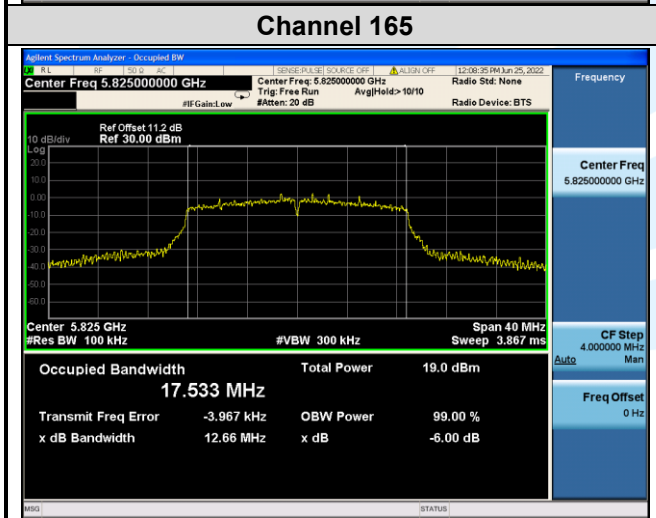 Channel 165
Agilent Spectrum Analyzer - Occupied BW
RL RF 50 Ω AC SENSE:PULSE SOURCE OFF ALIGN OFF 12:08:35 PM Jun 25, 2022
Center Freq 5.825000000 GHz Center Freq: 5.825000000 GHz Radio Std: None Frequency
Trig: Free Run Avg|Hold:>10/10
#IFGain:Low #Atten: 20 dB Radio Device: BTS
Ref Offset 11.2 dB
10 dB/div Ref 30.00 dBm
Log
20.0
10.0
0.00
-10.0
-20.0
-30.0
-40.0
-50.0
-60.0
Center Freq
5.825000000 GHz
Center 5.825 GHz Span 40 MHz
#Res BW 100 kHz #VBW 300 kHz Sweep 3.867 ms
CF Step
4.000000 MHz
Auto Man
Occupied Bandwidth Total Power 19.0 dBm
17.533 MHz
Freq Offset
0 Hz
Transmit Freq Error -3.967 kHz OBW Power 99.00 %
x dB Bandwidth 12.66 MHz x dB -6.00 dB
MSG STATUS